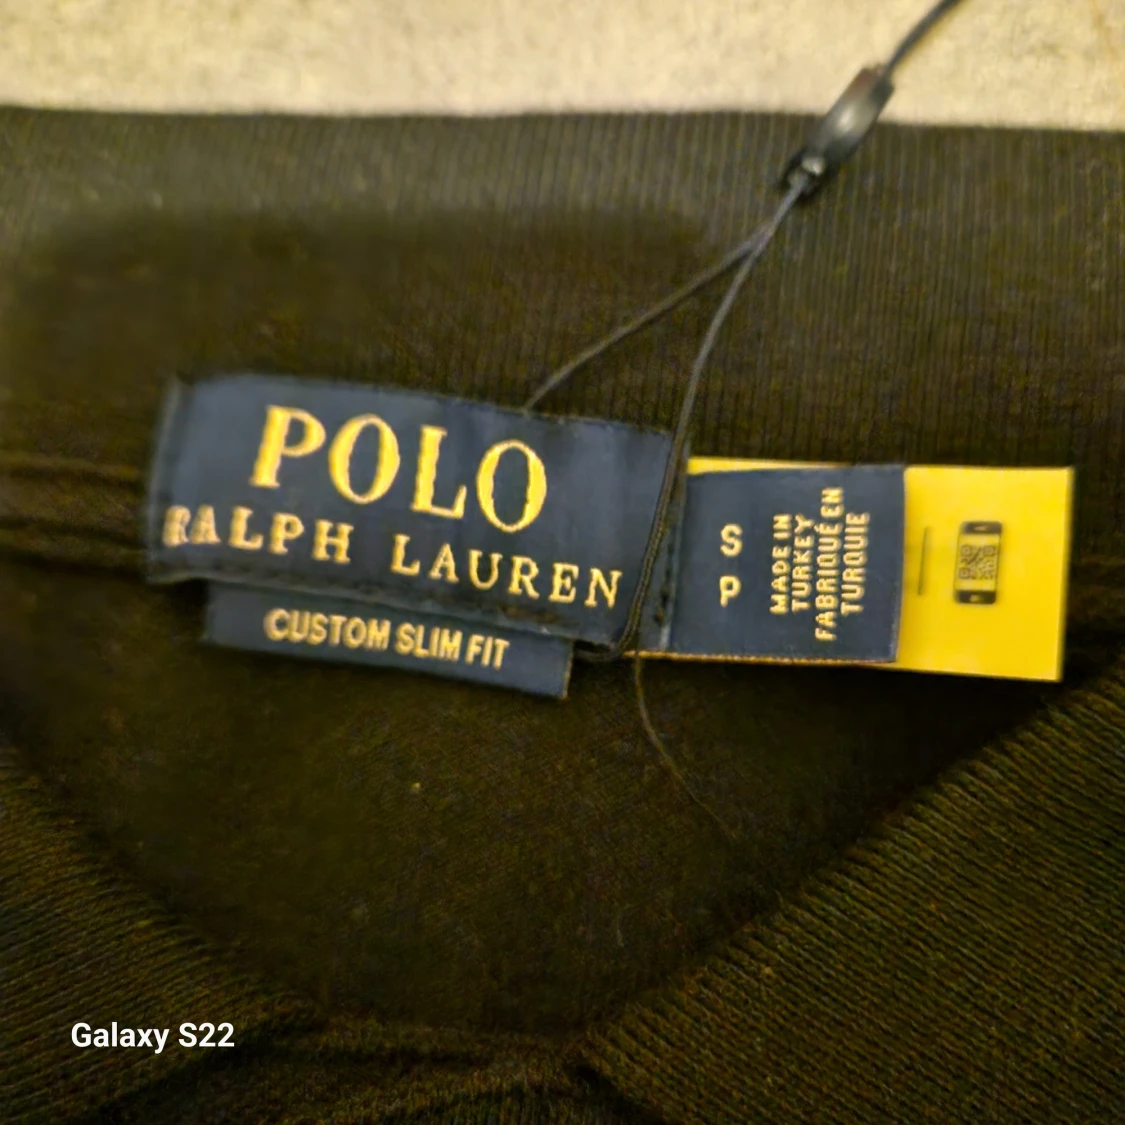 POLO
RALPH LAUREN
CUSTOM SLIM FIT
S
P
MADE IN
TURKEY
FABRIQUÉ EN
TURQUIE
Galaxy S22